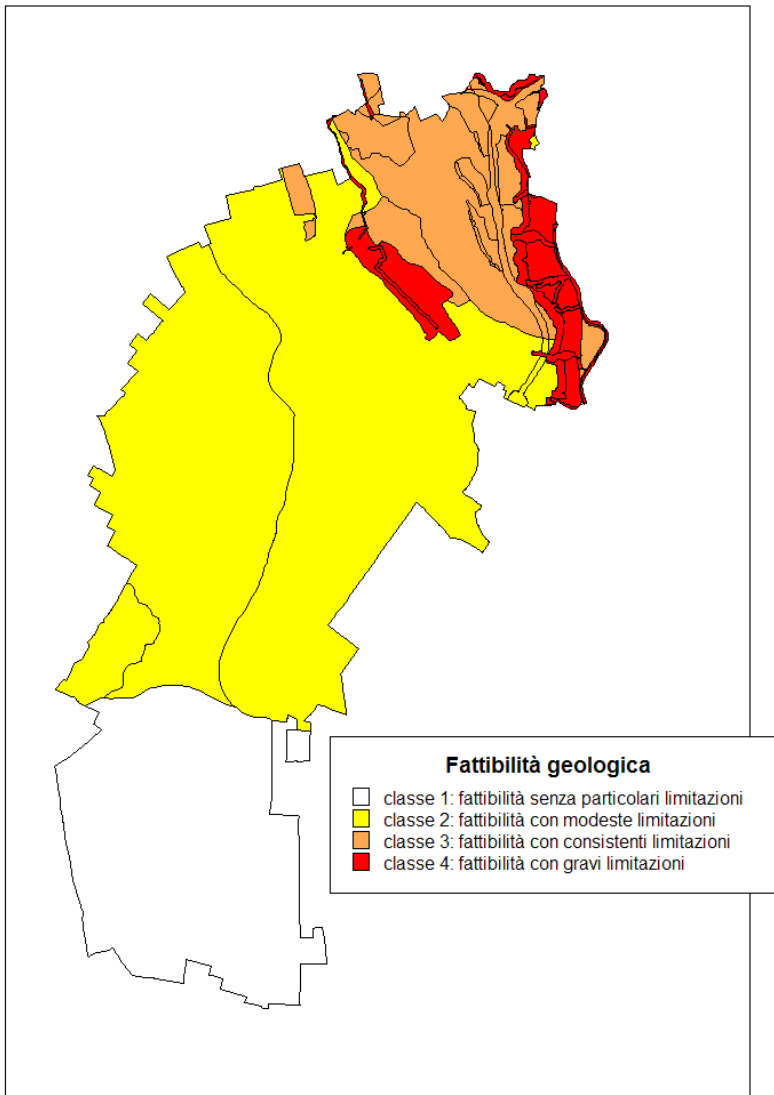 Fattibilità geologica
classe 1: fattibilità senza particolari limitazioni
classe 2: fattibilità con modeste limitazioni
classe 3: fattibilità con consistenti limitazioni
classe 4: fattibilità con gravi limitazioni